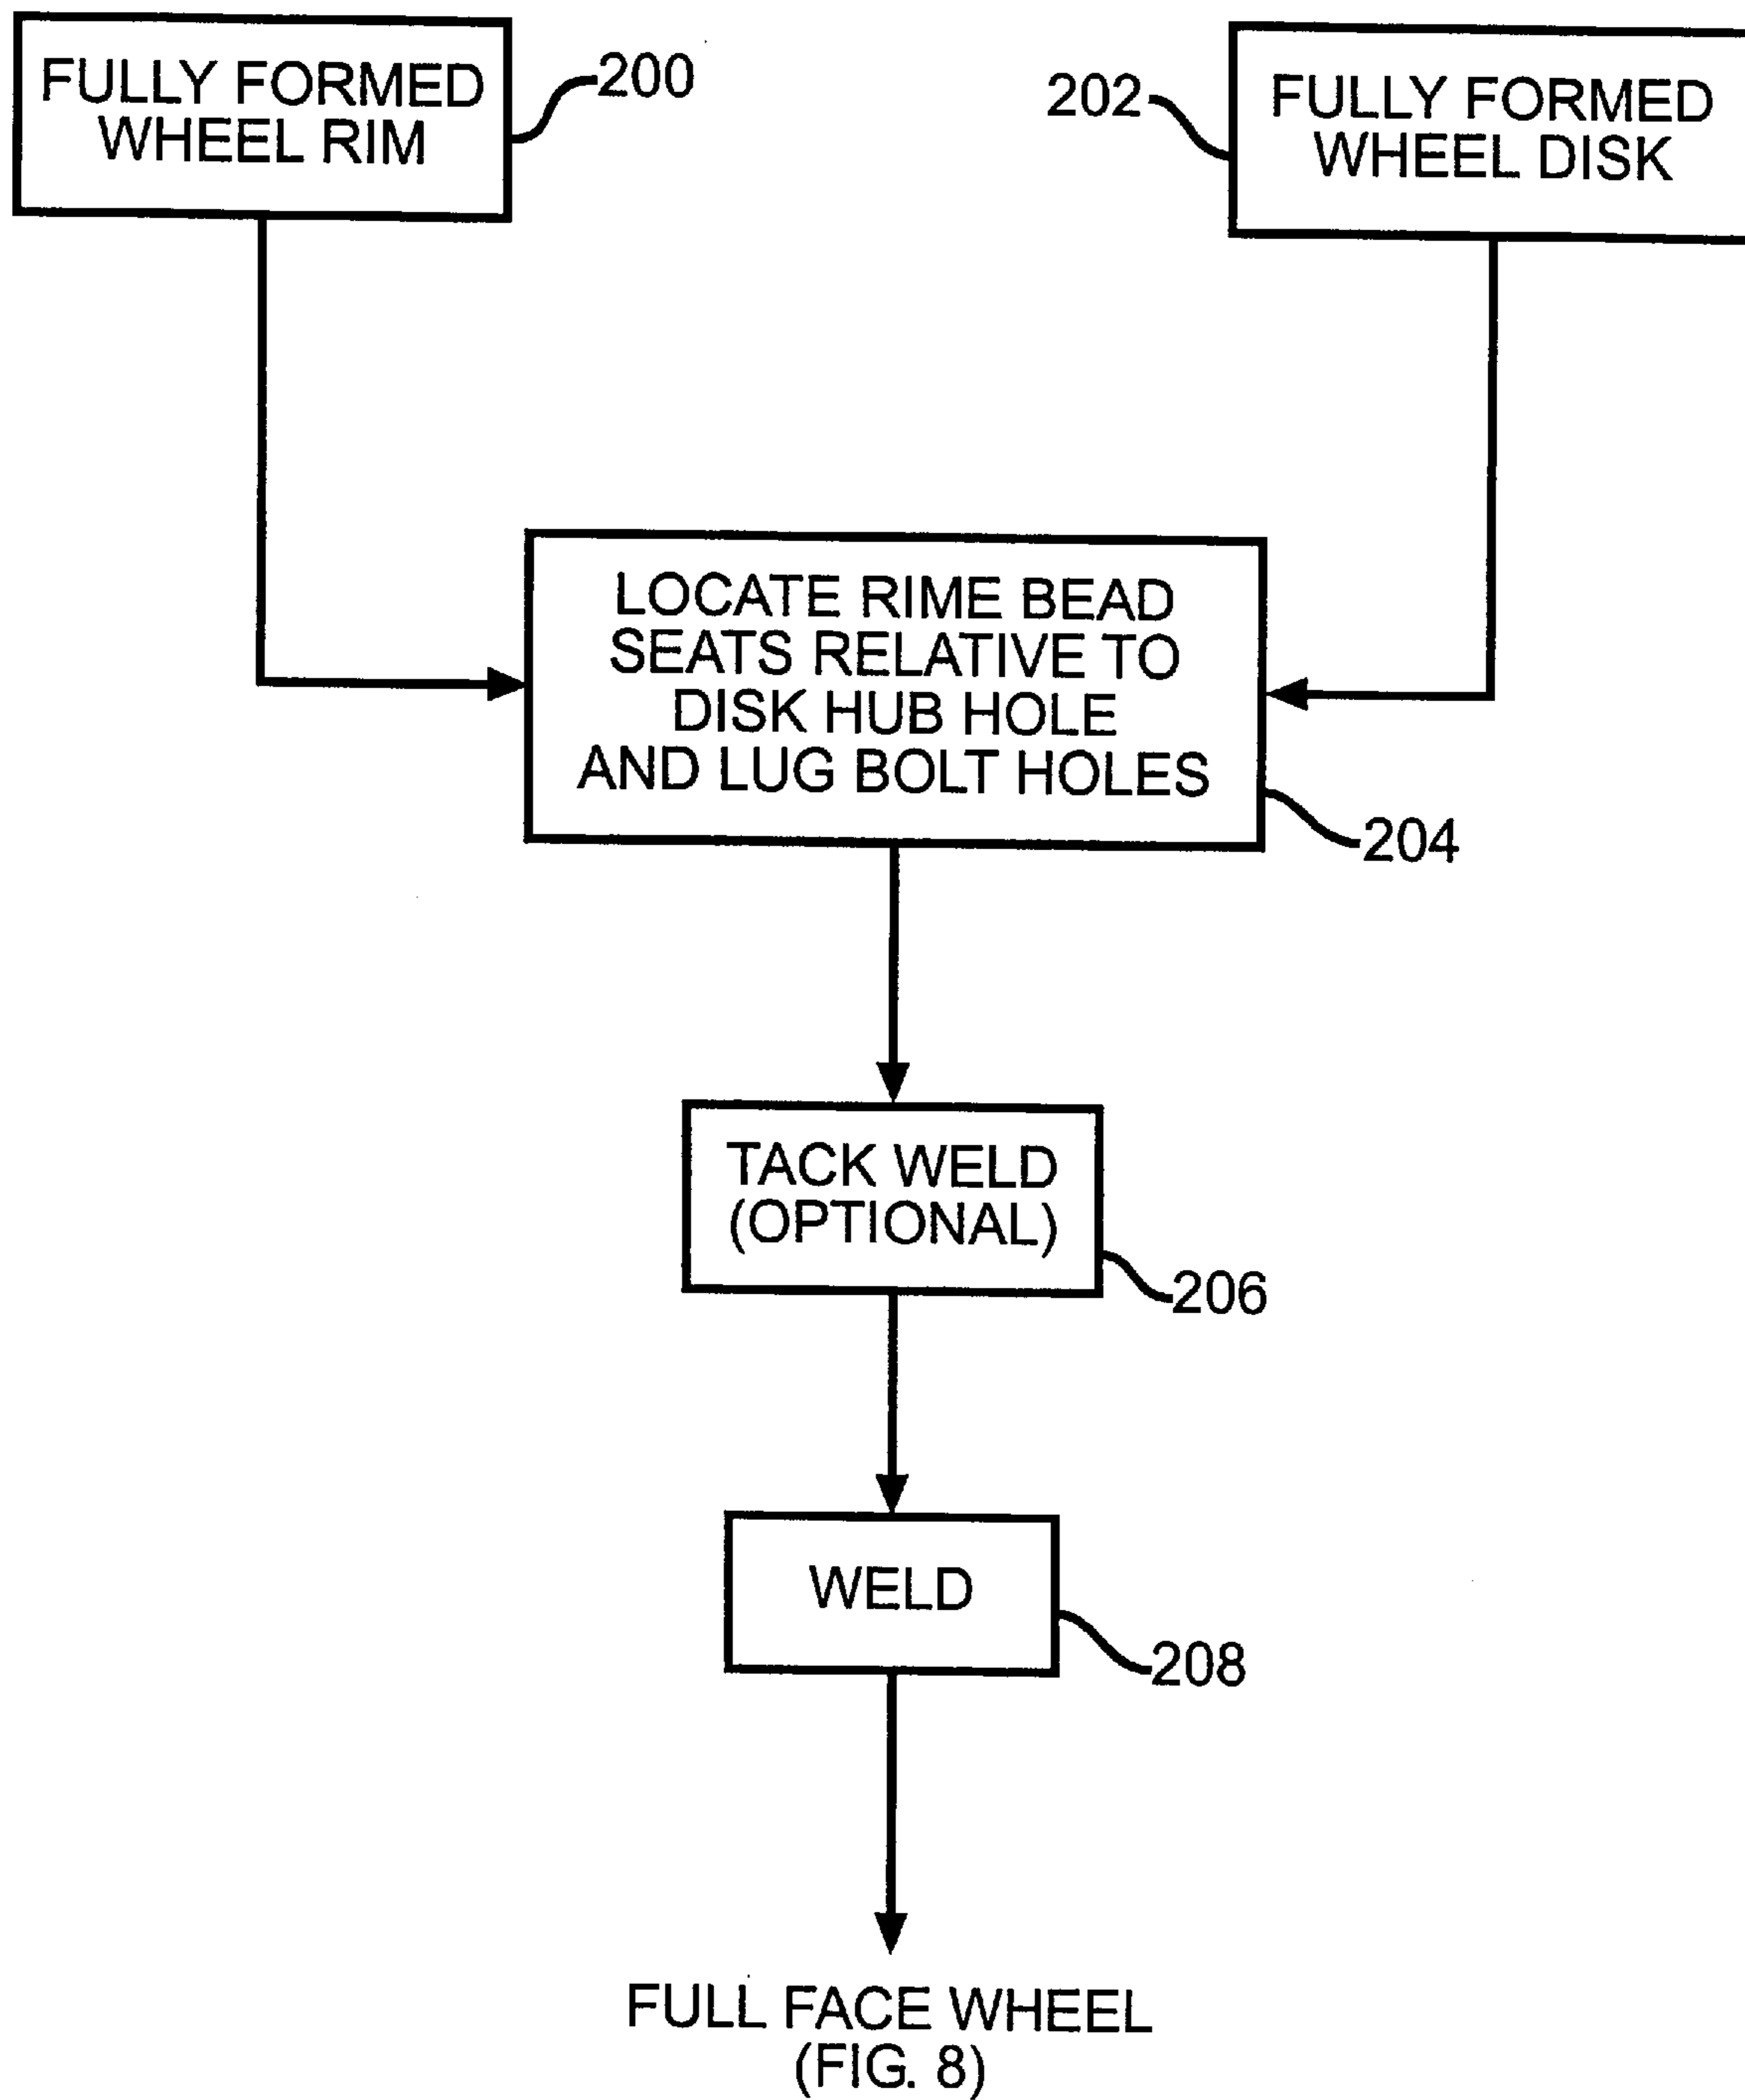 FULLY FORMED
WHEEL RIM
200
202
FULLY FORMED
WHEEL DISK
LOCATE RIME BEAD
SEATS RELATIVE TO
DISK HUB HOLE
AND LUG BOLT HOLES
204
TACK WELD
(OPTIONAL)
206
WELD
208
FULL FACE WHEEL
(FIG. 8)